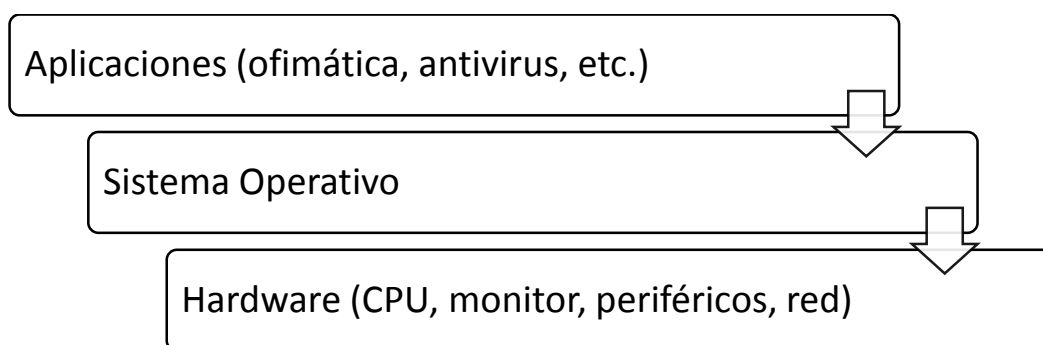 Aplicaciones (ofimática, antivirus, etc.)
Sistema Operativo
Hardware (CPU, monitor, periféricos, red)